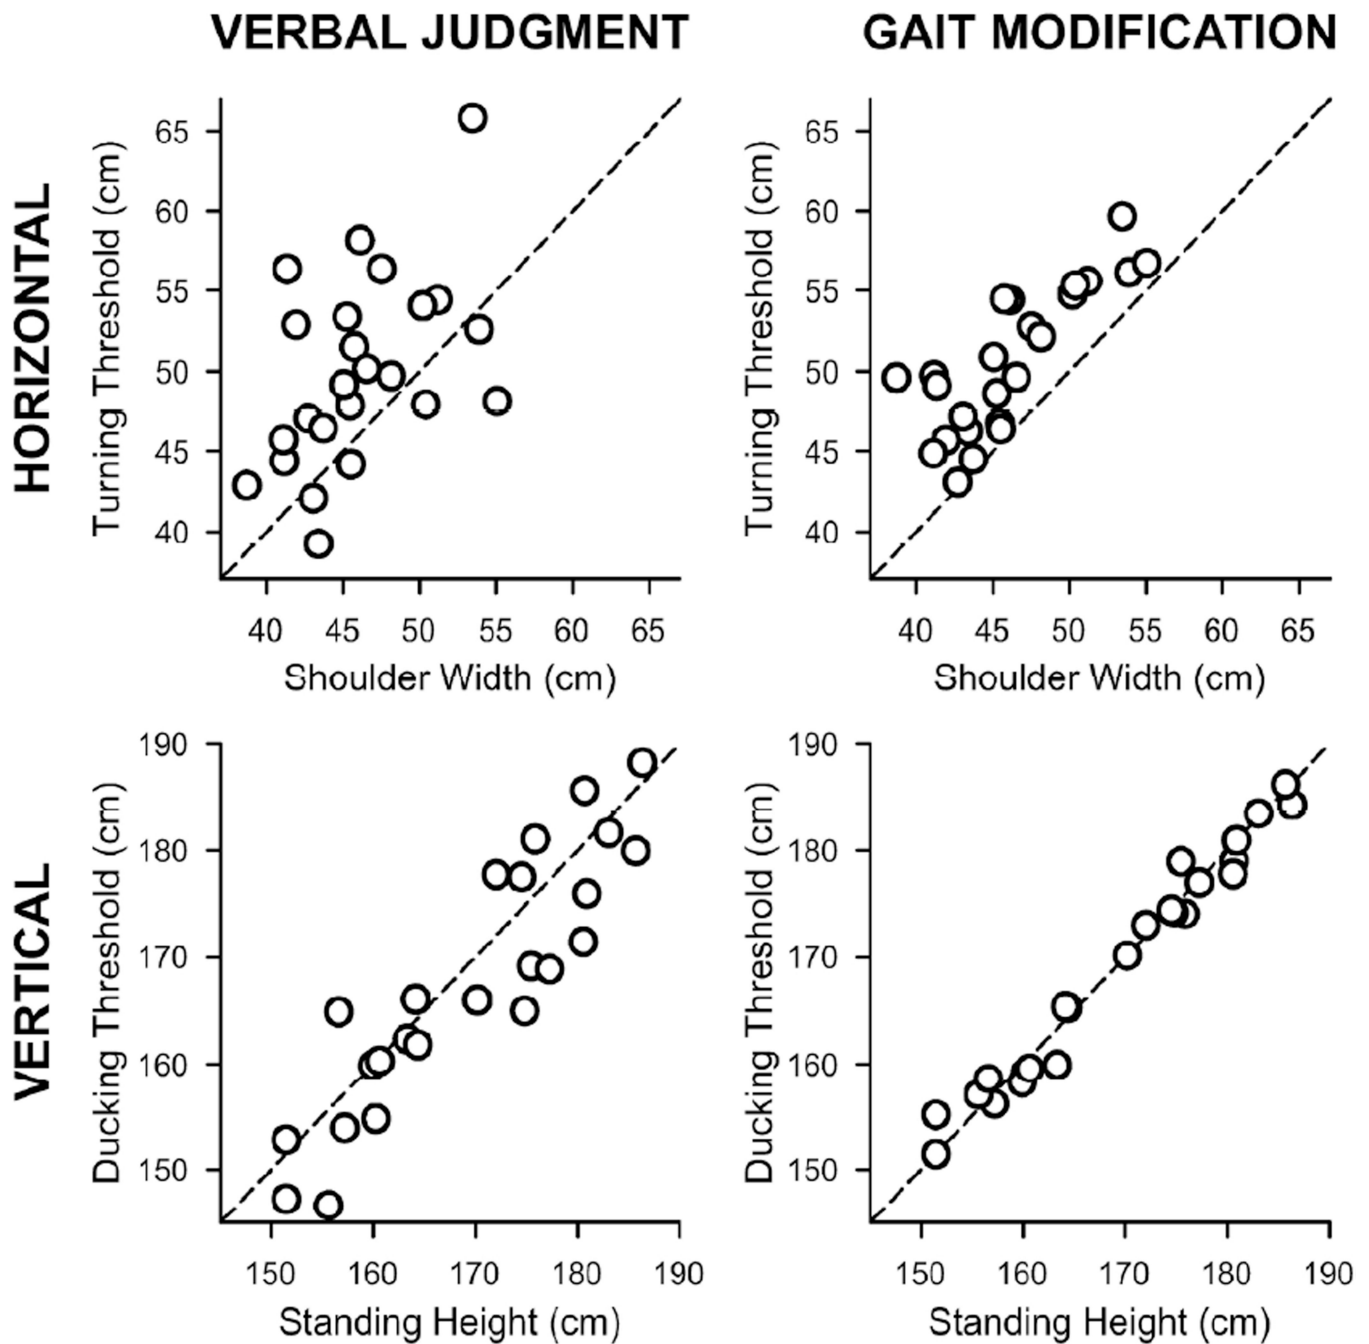 VERBAL JUDGMENT
GAIT MODIFICATION
HORIZONTAL
Turning Threshold (cm)
65
60
55
50
45
40
40 45 50 55 60 65
Shoulder Width (cm)
Turning Threshold (cm)
65
60
55
50
45
40
40 45 50 55 60 65
Shoulder Width (cm)
VERTICAL
Ducking Threshold (cm)
190
180
170
160
150
150 160 170 180 190
Standing Height (cm)
Ducking Threshold (cm)
190
180
170
160
150
150 160 170 180 190
Standing Height (cm)